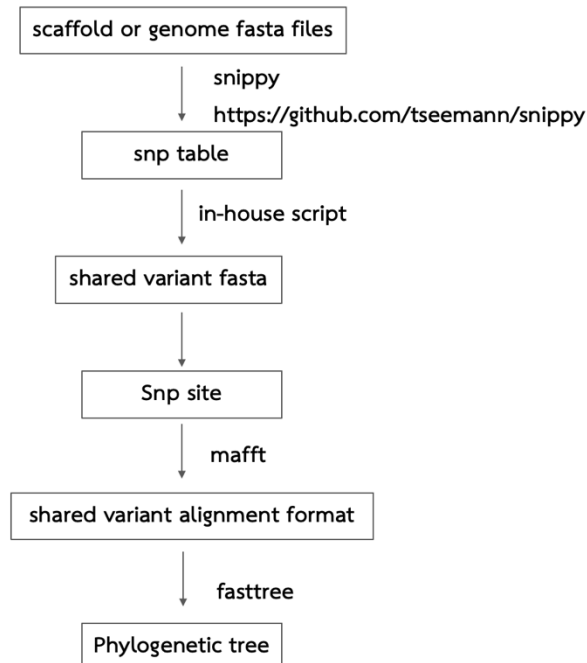 scaffold or genome fasta files
snippy
https://github.com/tseemann/snippy
snp table
in-house script
shared variant fasta
Snp site
mafft
shared variant alignment format
fasttree
Phylogenetic tree